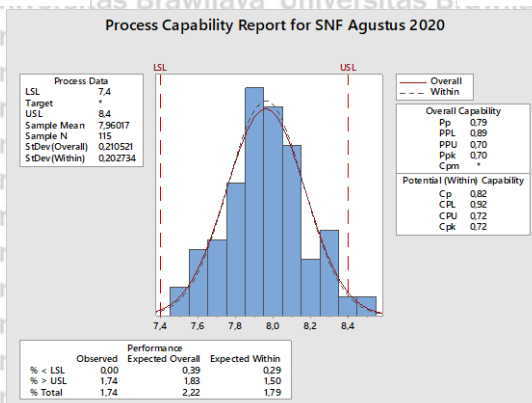 Universitas Brawijaya Universitas
Process Capability Report for SNF Agustus 2020
LSL
USL
Process Data
LSL 7,4
Target *
USL 8,4
Sample Mean 7,96017
Sample N 115
StDev(Overall) 0,210521
StDev(Within) 0,202734
Overall
Within
Overall Capability
Pp 0,79
PPL 0,89
PPU 0,70
Ppk 0,70
Cpm *
Potential (Within) Capability
Cp 0,82
CPL 0,92
CPU 0,72
Cpk 0,72
7,4 7,6 7,8 8,0 8,2 8,4
Performance
Observed Expected Overall Expected Within
% < LSL 0,00 0,39 0,29
% > USL 1,74 1,83 1,50
% Total 1,74 2,22 1,79